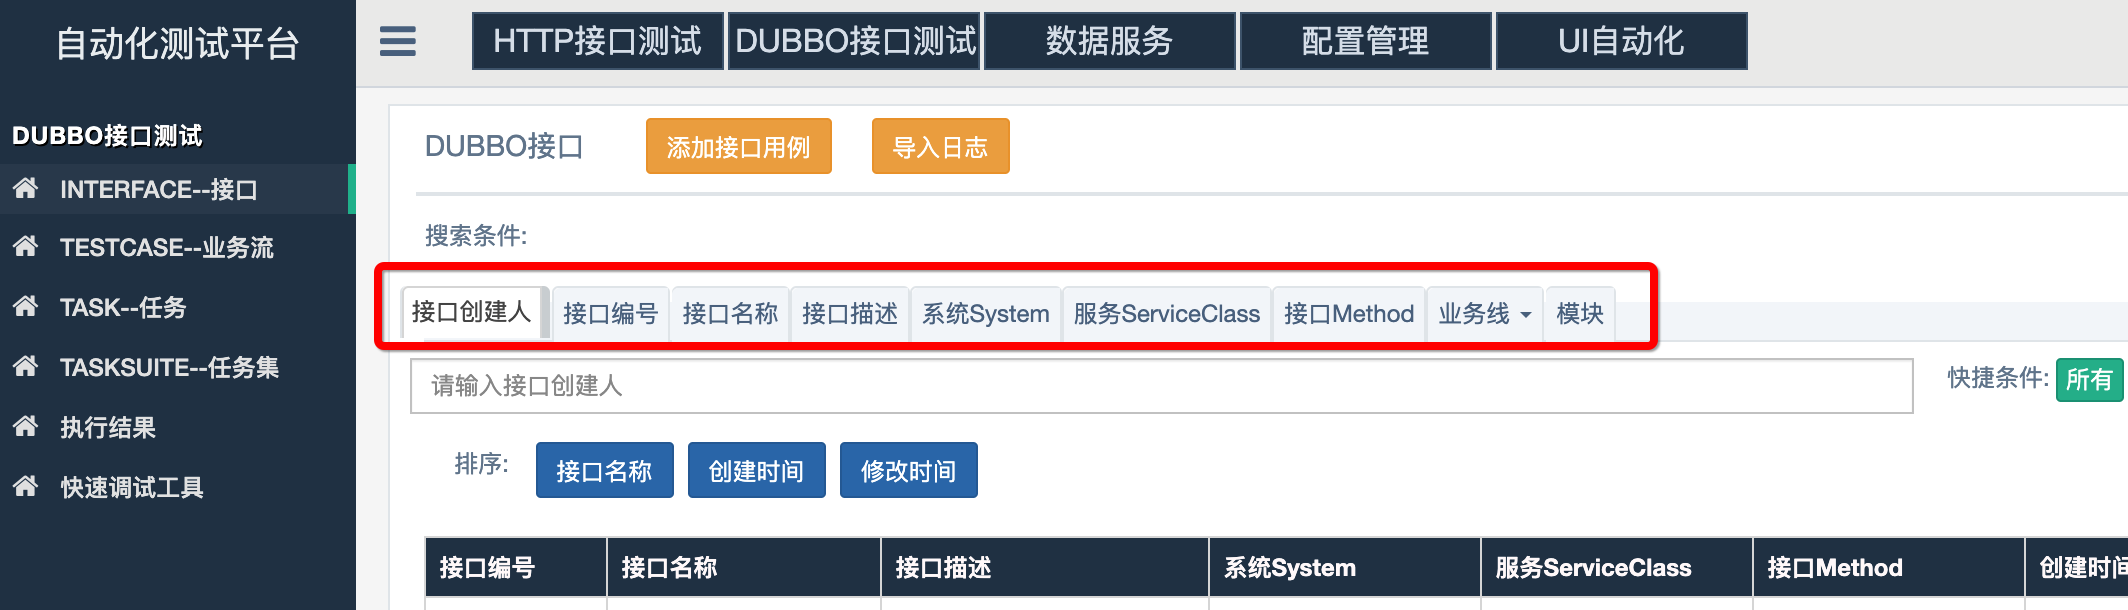 自动化测试平台
HTTP接口测试
DUBBO接口测试
数据服务
配置管理
UI自动化
DUBBO接口测试
INTERFACE--接口
TESTCASE--业务流
TASK--任务
TASKSUITE--任务集
执行结果
快速调试工具
DUBBO接口
添加接口用例
导入日志
搜索条件:
接口创建人
接口编号
接口名称
接口描述
系统System
服务ServiceClass
接口Method
业务线
模块
请输入接口创建人
快捷条件:
所有
排序:
接口名称
创建时间
修改时间
接口编号
接口名称
接口描述
系统System
服务ServiceClass
接口Method
创建时间